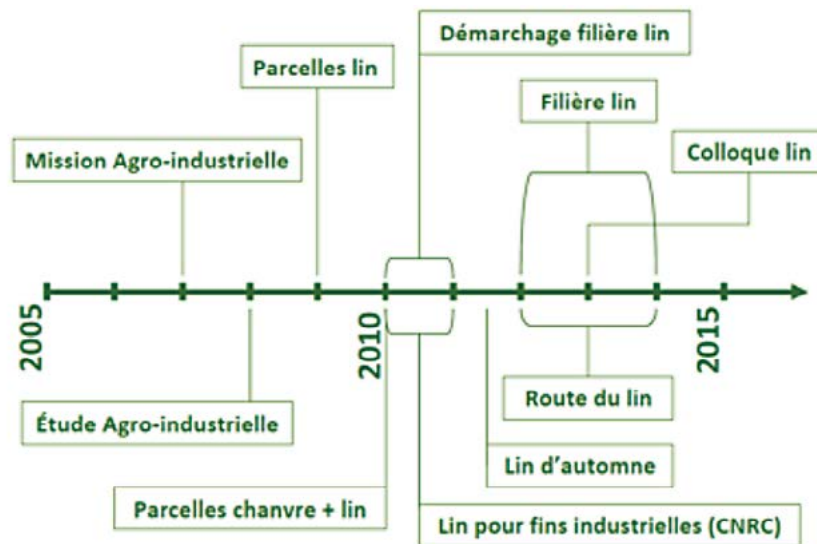 Démarchage filière lin
Parcelles lin
Filière lin
Colloque lin
Mission Agro-industrielle
2005
2010
2015
Étude Agro-industrielle
Route du lin
Lin d’automne
Parcelles chanvre + lin
Lin pour fins industrielles (CNRC)